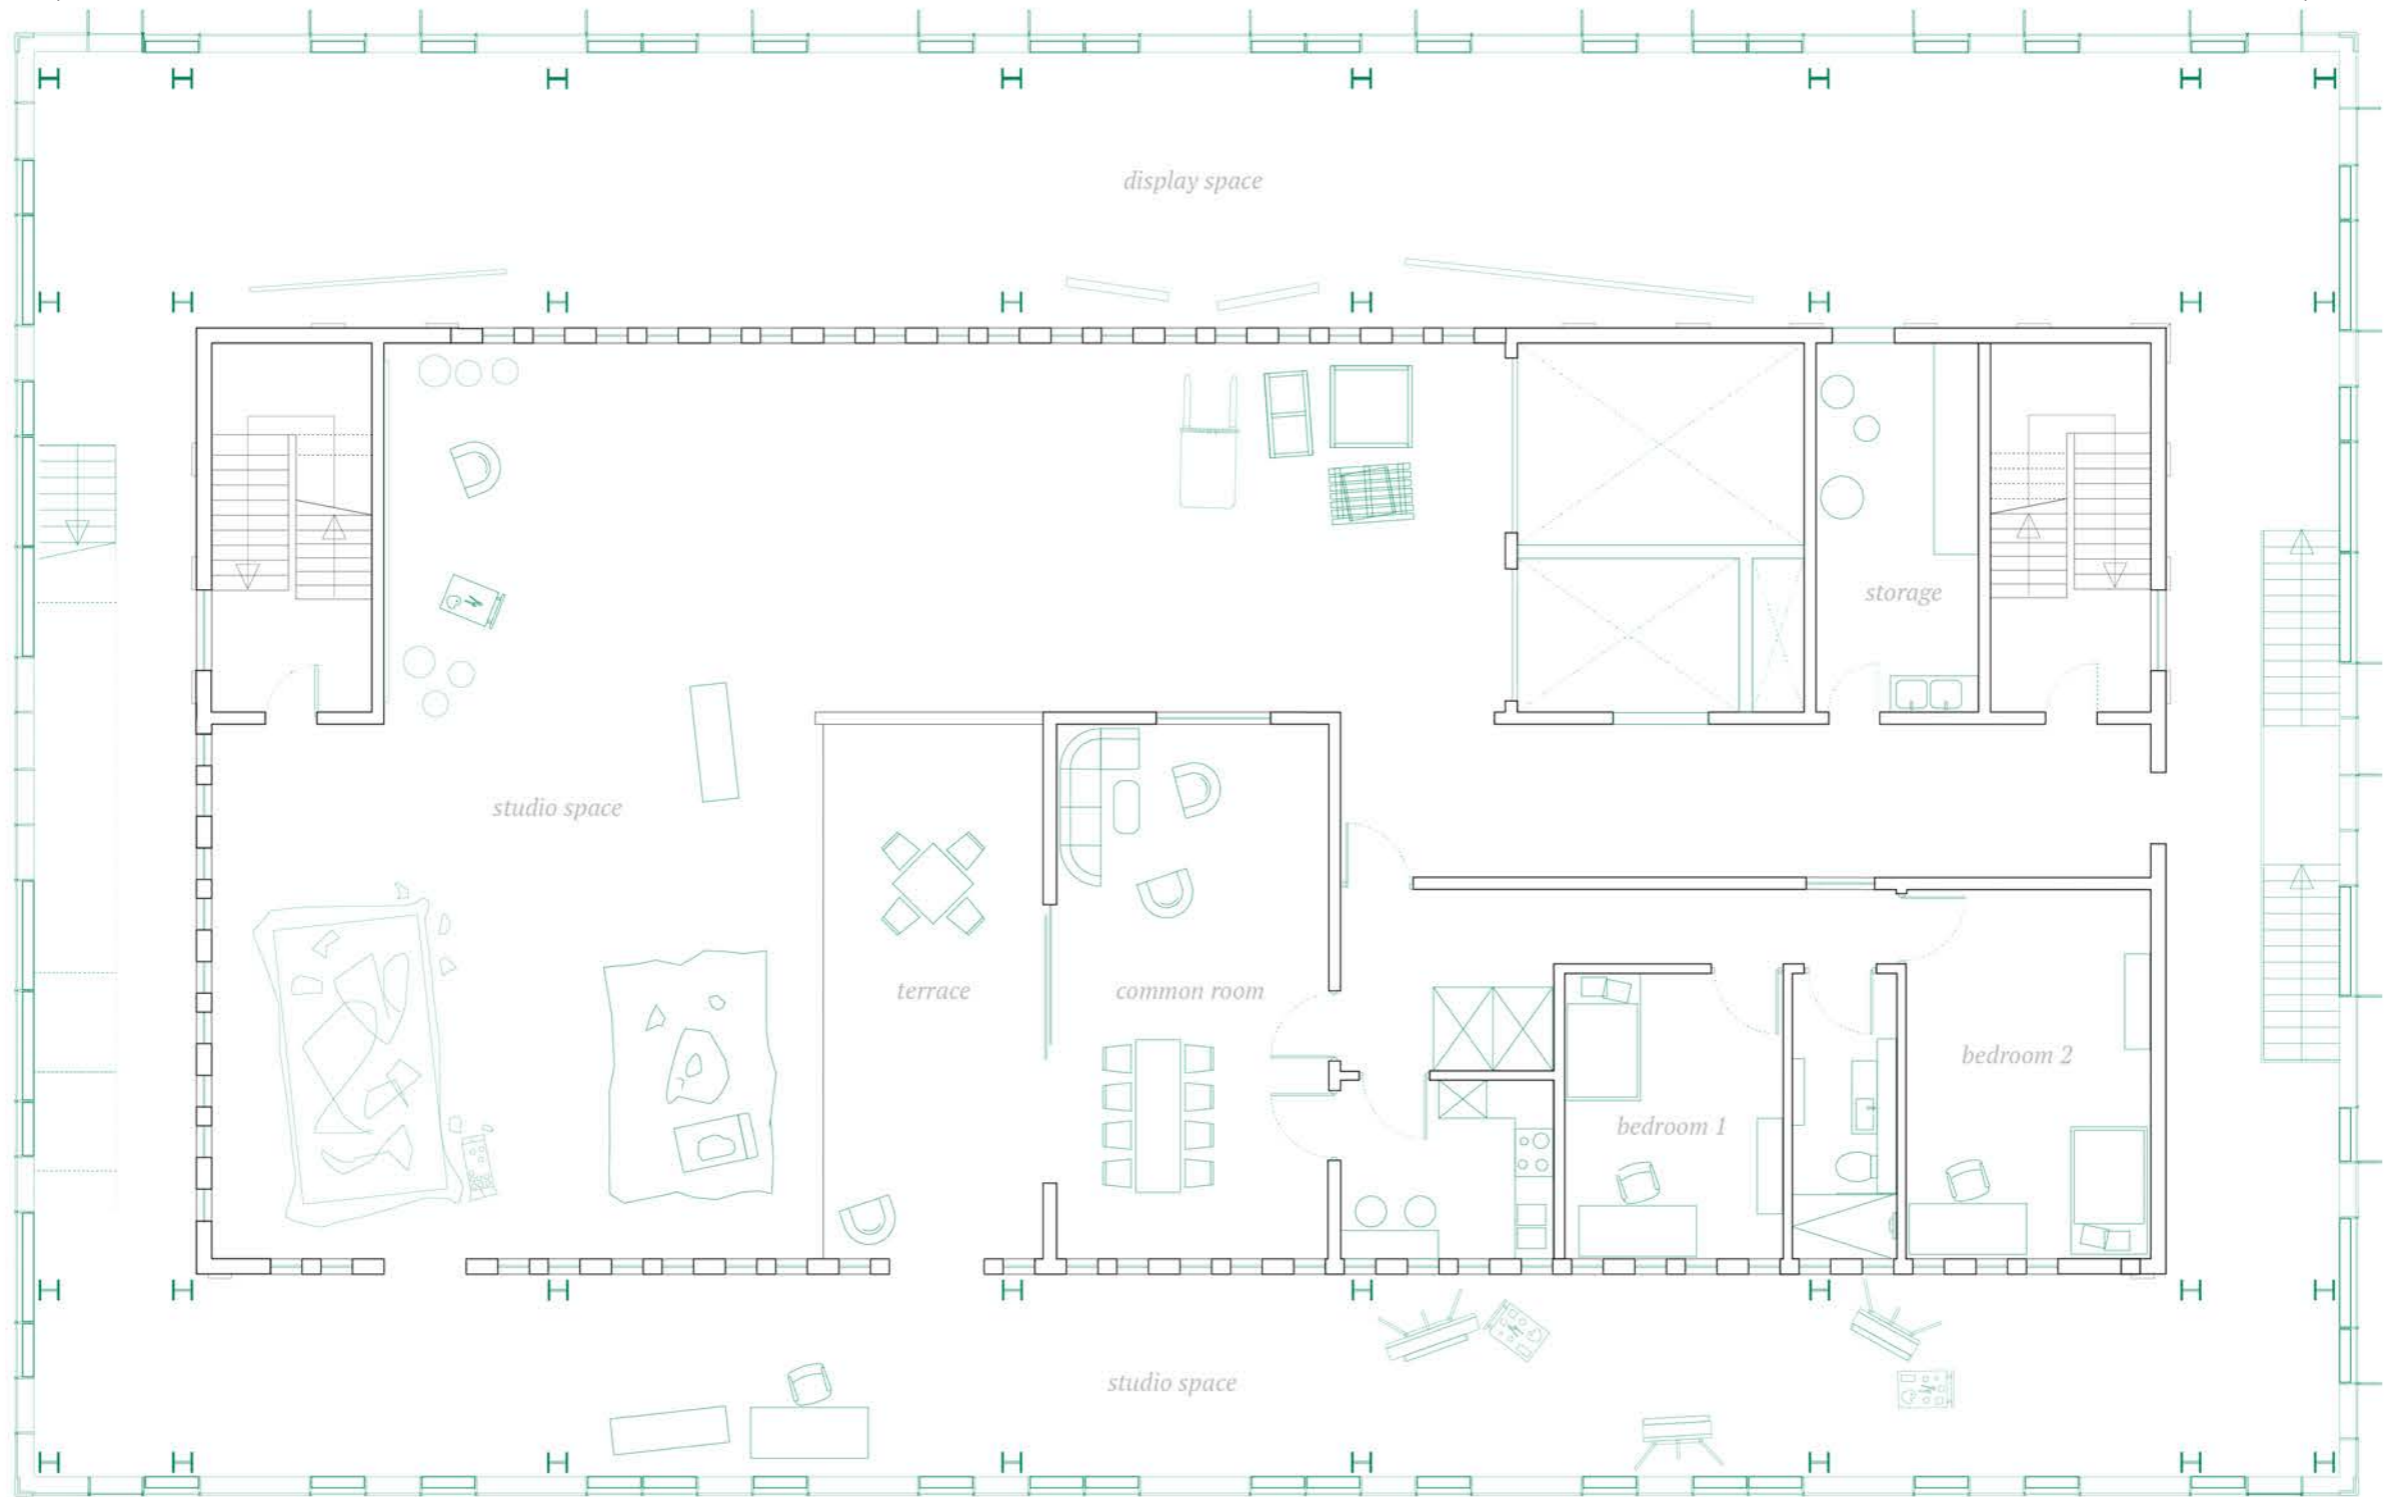 display space
storage
studio space
terrace
common room
bedroom 2
bedroom 1
studio space